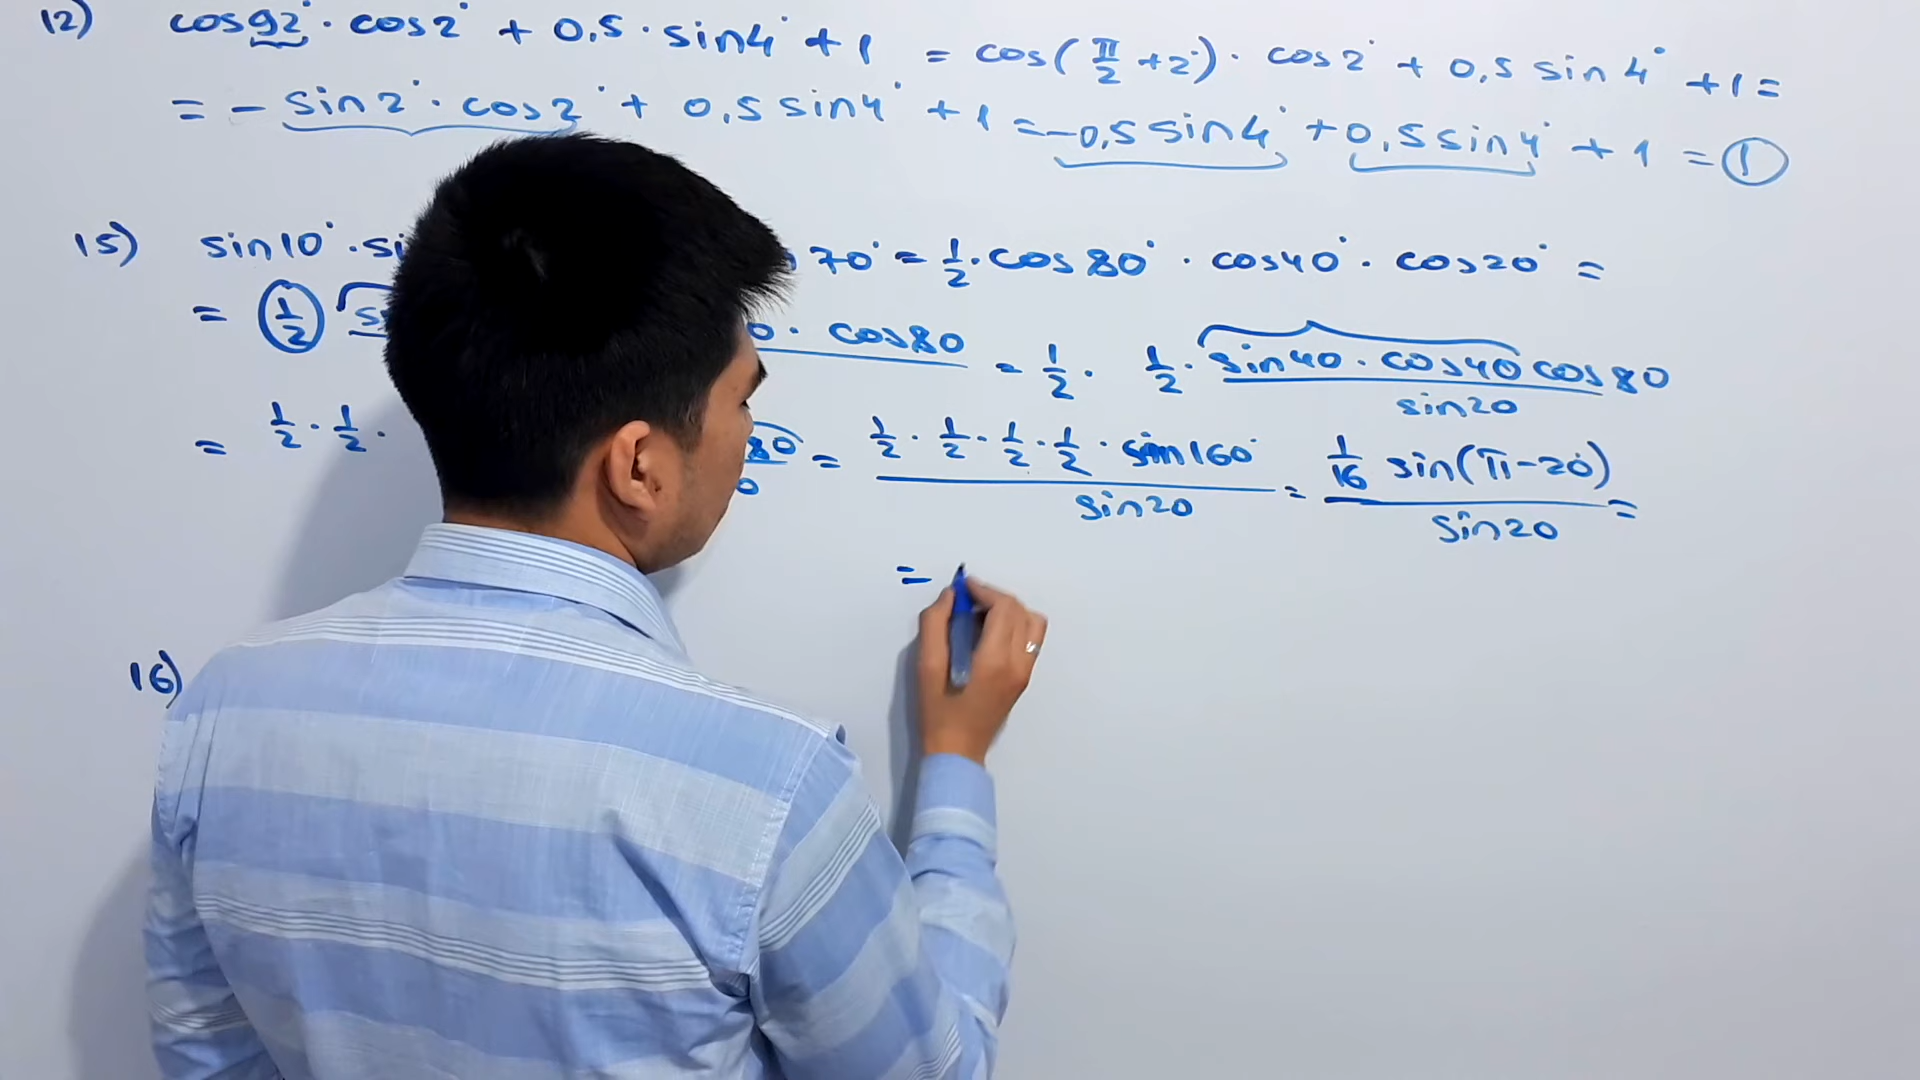 12) cos92° · cos2° + 0,5 · sin4° + 1 = cos(π/2 + 2°) · cos2° + 0,5 sin4° + 1 =
= - sin2° · cos2° + 0,5 sin4° + 1 = -0,5 sin4° + 0,5 sin4° + 1 = 1
15) sin10° · 70° = 1/2 · cos80° · cos40° · cos20° =
= 1/2 · cos80 = 1/2 · 1/2 · sin40 · cos40 cos80 / sin20
= 1/2 · 1/2 · 80 = 1/2 · 1/2 · 1/2 · 1/2 · sin160° / sin20 = 1/16 sin(π-20) / sin20 =
=
16)